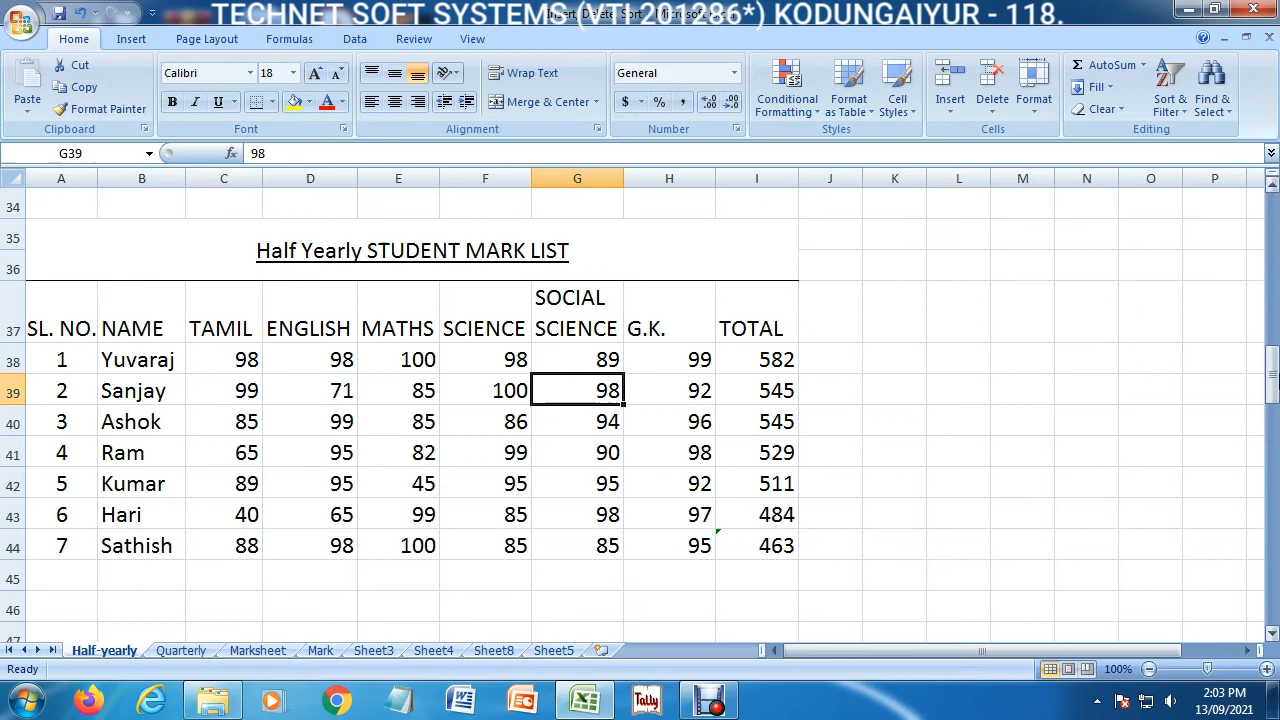 TECHNET SOFT SYSTEMS KODUNGAIYUR - 118.
Home Insert Page Layout Formulas Data Review View
Paste Cut Copy Format Painter Clipboard
Calibri 18 Font
Wrap Text Merge & Center Alignment
General Number
Conditional Formatting Format as Table Cell Styles Styles
Insert Delete Format Cells
AutoSum Fill Clear Sort & Filter Find & Select Editing
G39 fx 98
A B C D E F G H I J K L M N O P
34
35
Half Yearly STUDENT MARK LIST
36
37 SL. NO. NAME TAMIL ENGLISH MATHS SCIENCE SOCIAL SCIENCE G.K. TOTAL
38 1 Yuvaraj 98 98 100 98 89 99 582
39 2 Sanjay 99 71 85 100 98 92 545
40 3 Ashok 85 99 85 86 94 96 545
41 4 Ram 65 95 82 99 90 98 529
42 5 Kumar 89 95 45 95 95 92 511
43 6 Hari 40 65 99 85 98 97 484
44 7 Sathish 88 98 100 85 85 95 463
45
46
47
Half-yearly Quarterly Marksheet Mark Sheet3 Sheet4 Sheet8 Sheet5
Ready 100%
Tally
2:03 PM
13/09/2021